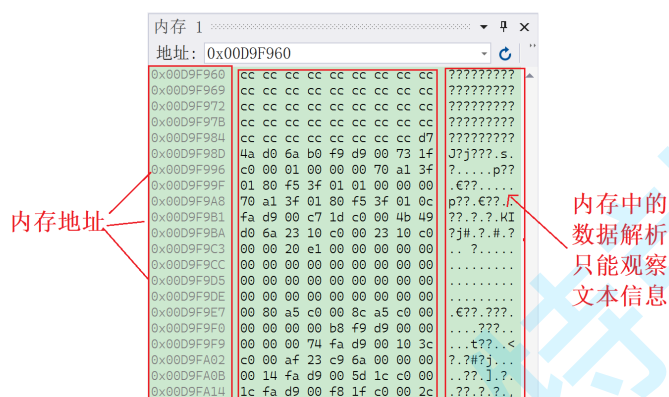 内存 1
地址: 0x00D9F960
0x00D9F960 cc cc cc cc cc cc cc cc cc ?????????
0x00D9F969 cc cc cc cc cc cc cc cc cc ?????????
0x00D9F972 cc cc cc cc cc cc cc cc cc ?????????
0x00D9F97B cc cc cc cc cc cc cc cc cc ?????????
0x00D9F984 cc cc cc cc cc cc cc cc d7 ?????????
0x00D9F98D 4a d0 6a b0 f9 d9 00 73 1f J?j???.s.
0x00D9F996 c0 00 01 00 00 00 70 a1 3f ?.....p??
0x00D9F99F 01 80 f5 3f 01 01 00 00 00 .€??.....
0x00D9F9A8 70 a1 3f 01 80 f5 3f 01 0c p??.€??.
0x00D9F9B1 fa d9 00 c7 1d c0 00 4b 49 ??.?.?.KI
0x00D9F9BA d0 6a 23 10 c0 00 23 10 c0 ?j#.?.#.?
0x00D9F9C3 00 00 20 e1 00 00 00 00 00 .. ?.....
0x00D9F9CC 00 00 00 00 00 00 00 00 00 .........
0x00D9F9D5 00 00 00 00 00 00 00 00 00 .........
0x00D9F9DE 00 00 00 00 00 00 00 00 00 .........
0x00D9F9E7 00 80 a5 c0 00 8c a5 c0 00 .€??.???.
0x00D9F9F0 00 00 00 00 b8 f9 d9 00 00 ....???..
0x00D9F9F9 00 00 00 74 fa d9 00 10 3c ...t??..<
0x00D9FA02 c0 00 af 23 c9 6a 00 00 00 ?.?#?j...
0x00D9FA0B 00 14 fa d9 00 5d 1c c0 00 ..??.].?.
0x00D9FA14 1c fa d9 00 f8 1f c0 00 2c .??.?.?.,
内存地址
内存中的
数据解析
只能观察
文本信息